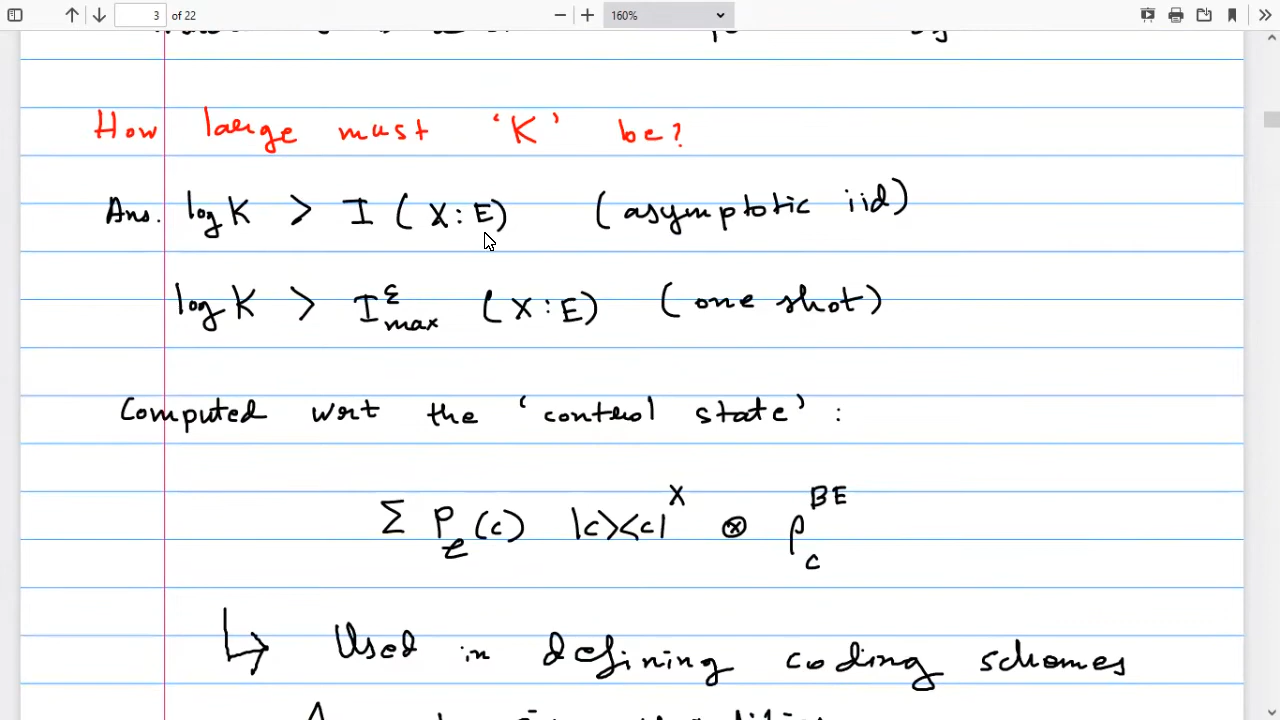 3 of 22
160%
How large must 'K' be?
Ans. log K > I (X:E) (asymptotic iid)
log K > I^ε_max (X:E) (one shot)
Computed wrt the 'control state' :
Σ P_C(c) |c><c|^X ⊗ ρ_c^BE
↳ Used in defining coding schemes